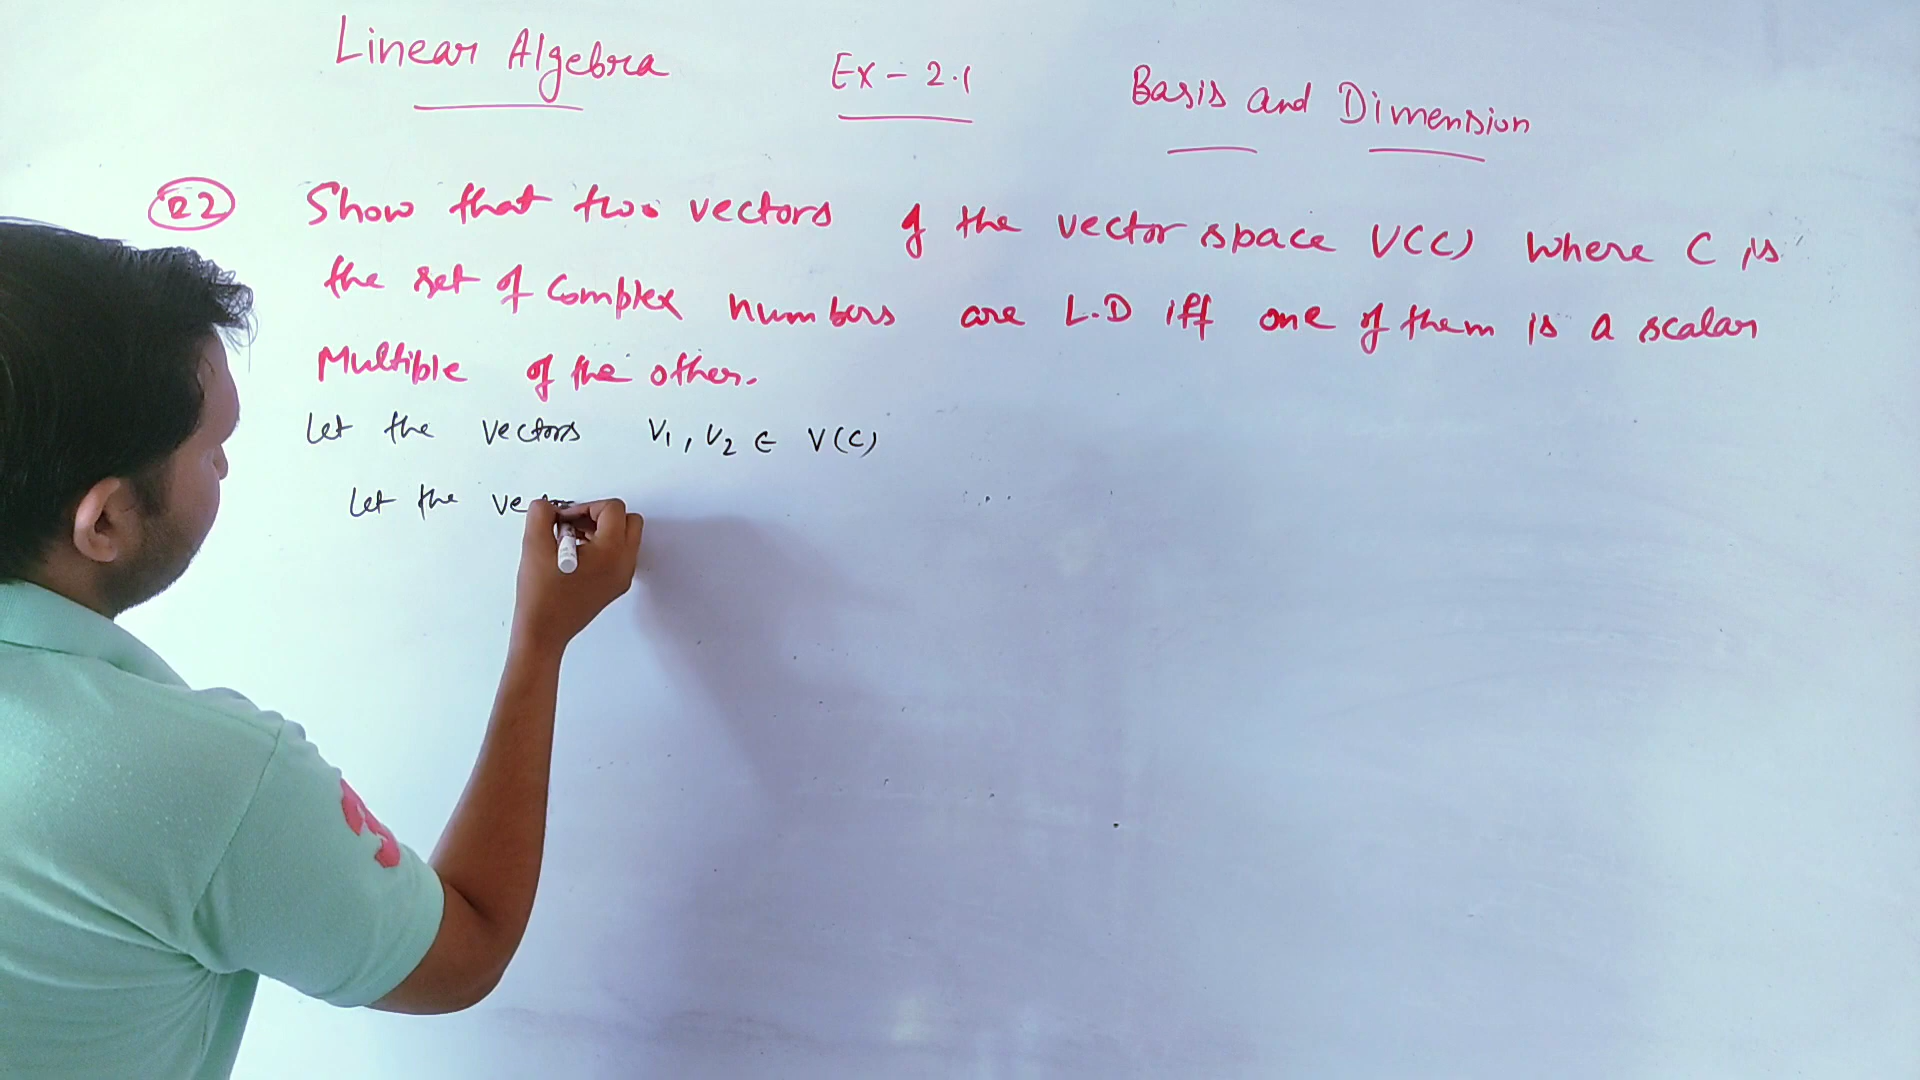 Linear Algebra Ex - 2.1 Basis and Dimension
Q2 Show that two vectors of the vector space V(C) where C is
the set of complex numbers are L.D iff one of them is a scalar
Multiple of the other.
Let the vectors V1, V2 ∈ V(C)
Let the